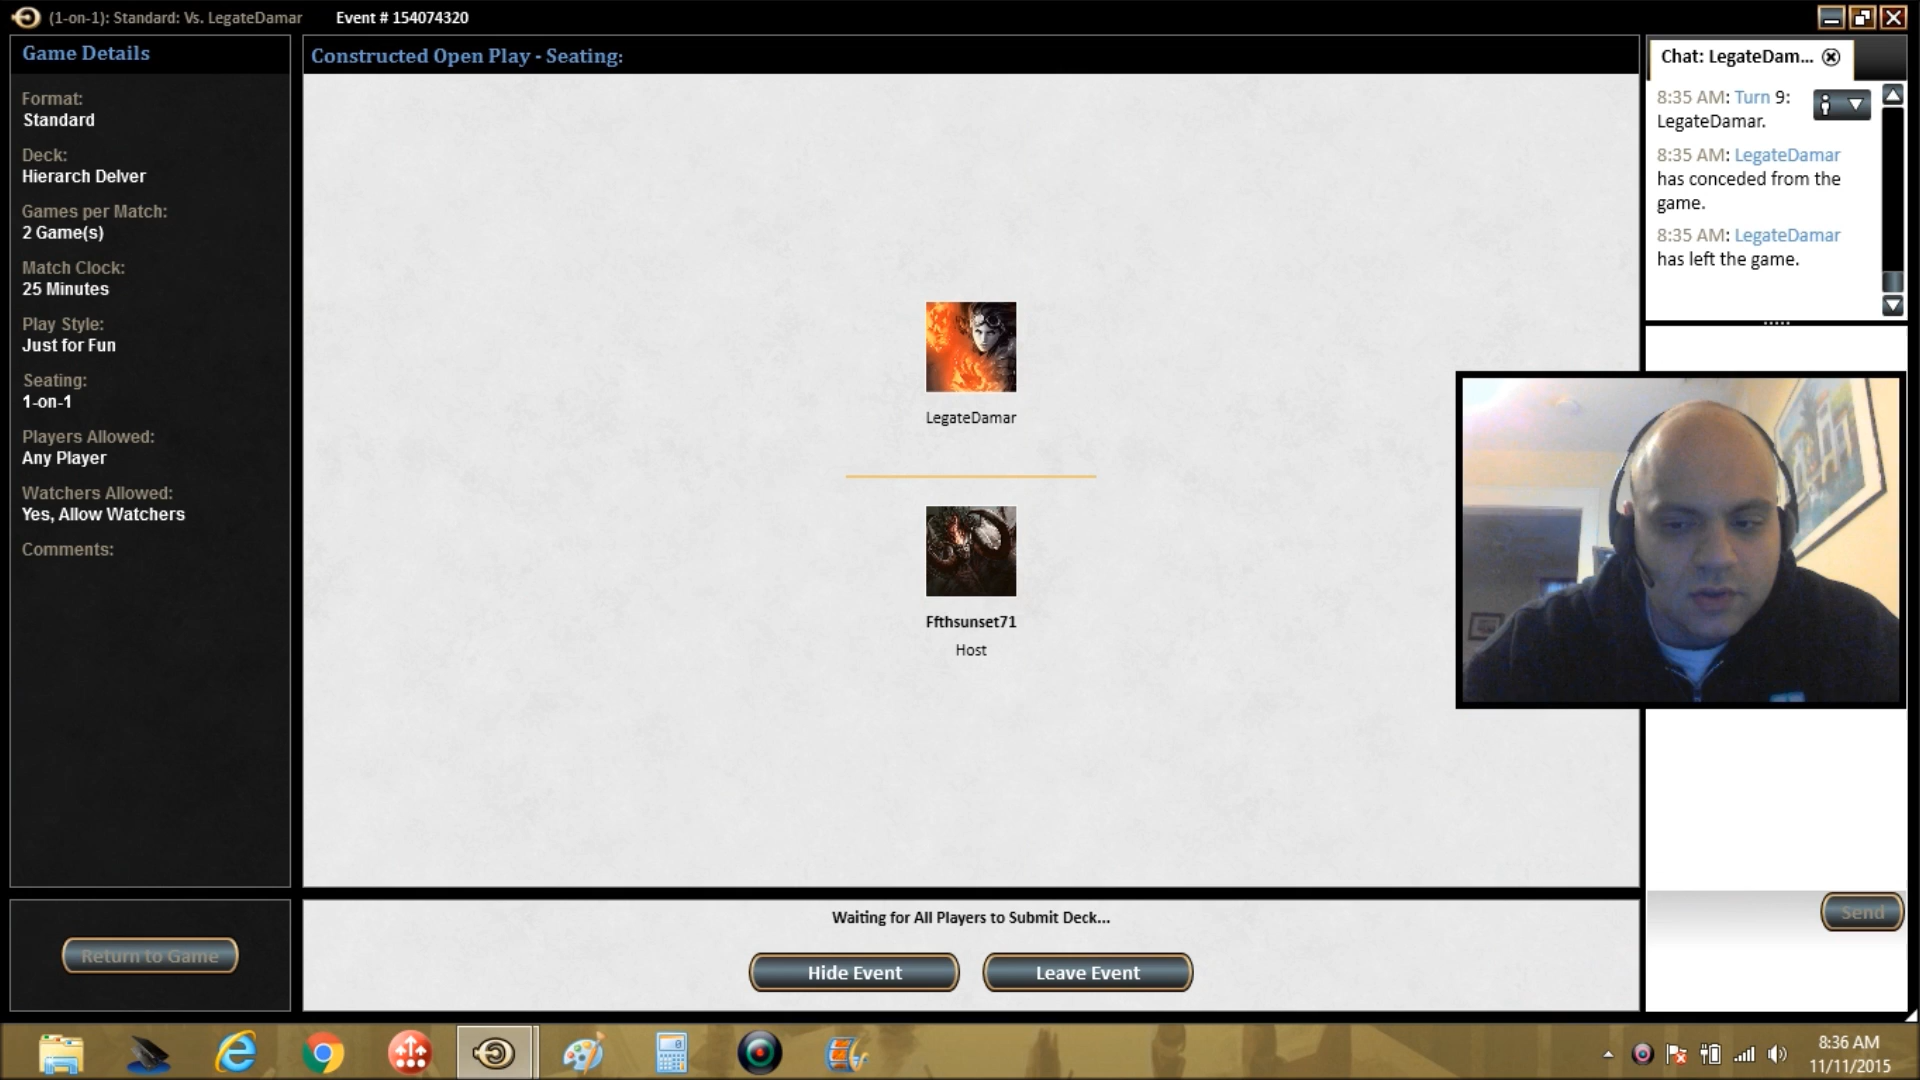 (1-on-1): Standard: Vs. LegateDamar
Event # 154074320
Game Details
Format:
Standard
Deck:
Hierarch Delver
Games per Match:
2 Game(s)
Match Clock:
25 Minutes
Play Style:
Just for Fun
Seating:
1-on-1
Players Allowed:
Any Player
Watchers Allowed:
Yes, Allow Watchers
Comments:
Return to Game
Constructed Open Play - Seating:
LegateDamar
Ffthsunset71
Host
Waiting for All Players to Submit Deck...
Hide Event
Leave Event
Chat: LegateDam...
8:35 AM: Turn 9:
LegateDamar.
8:35 AM: LegateDamar
has conceded from the
game.
8:35 AM: LegateDamar
has left the game.
Send
8:36 AM
11/11/2015